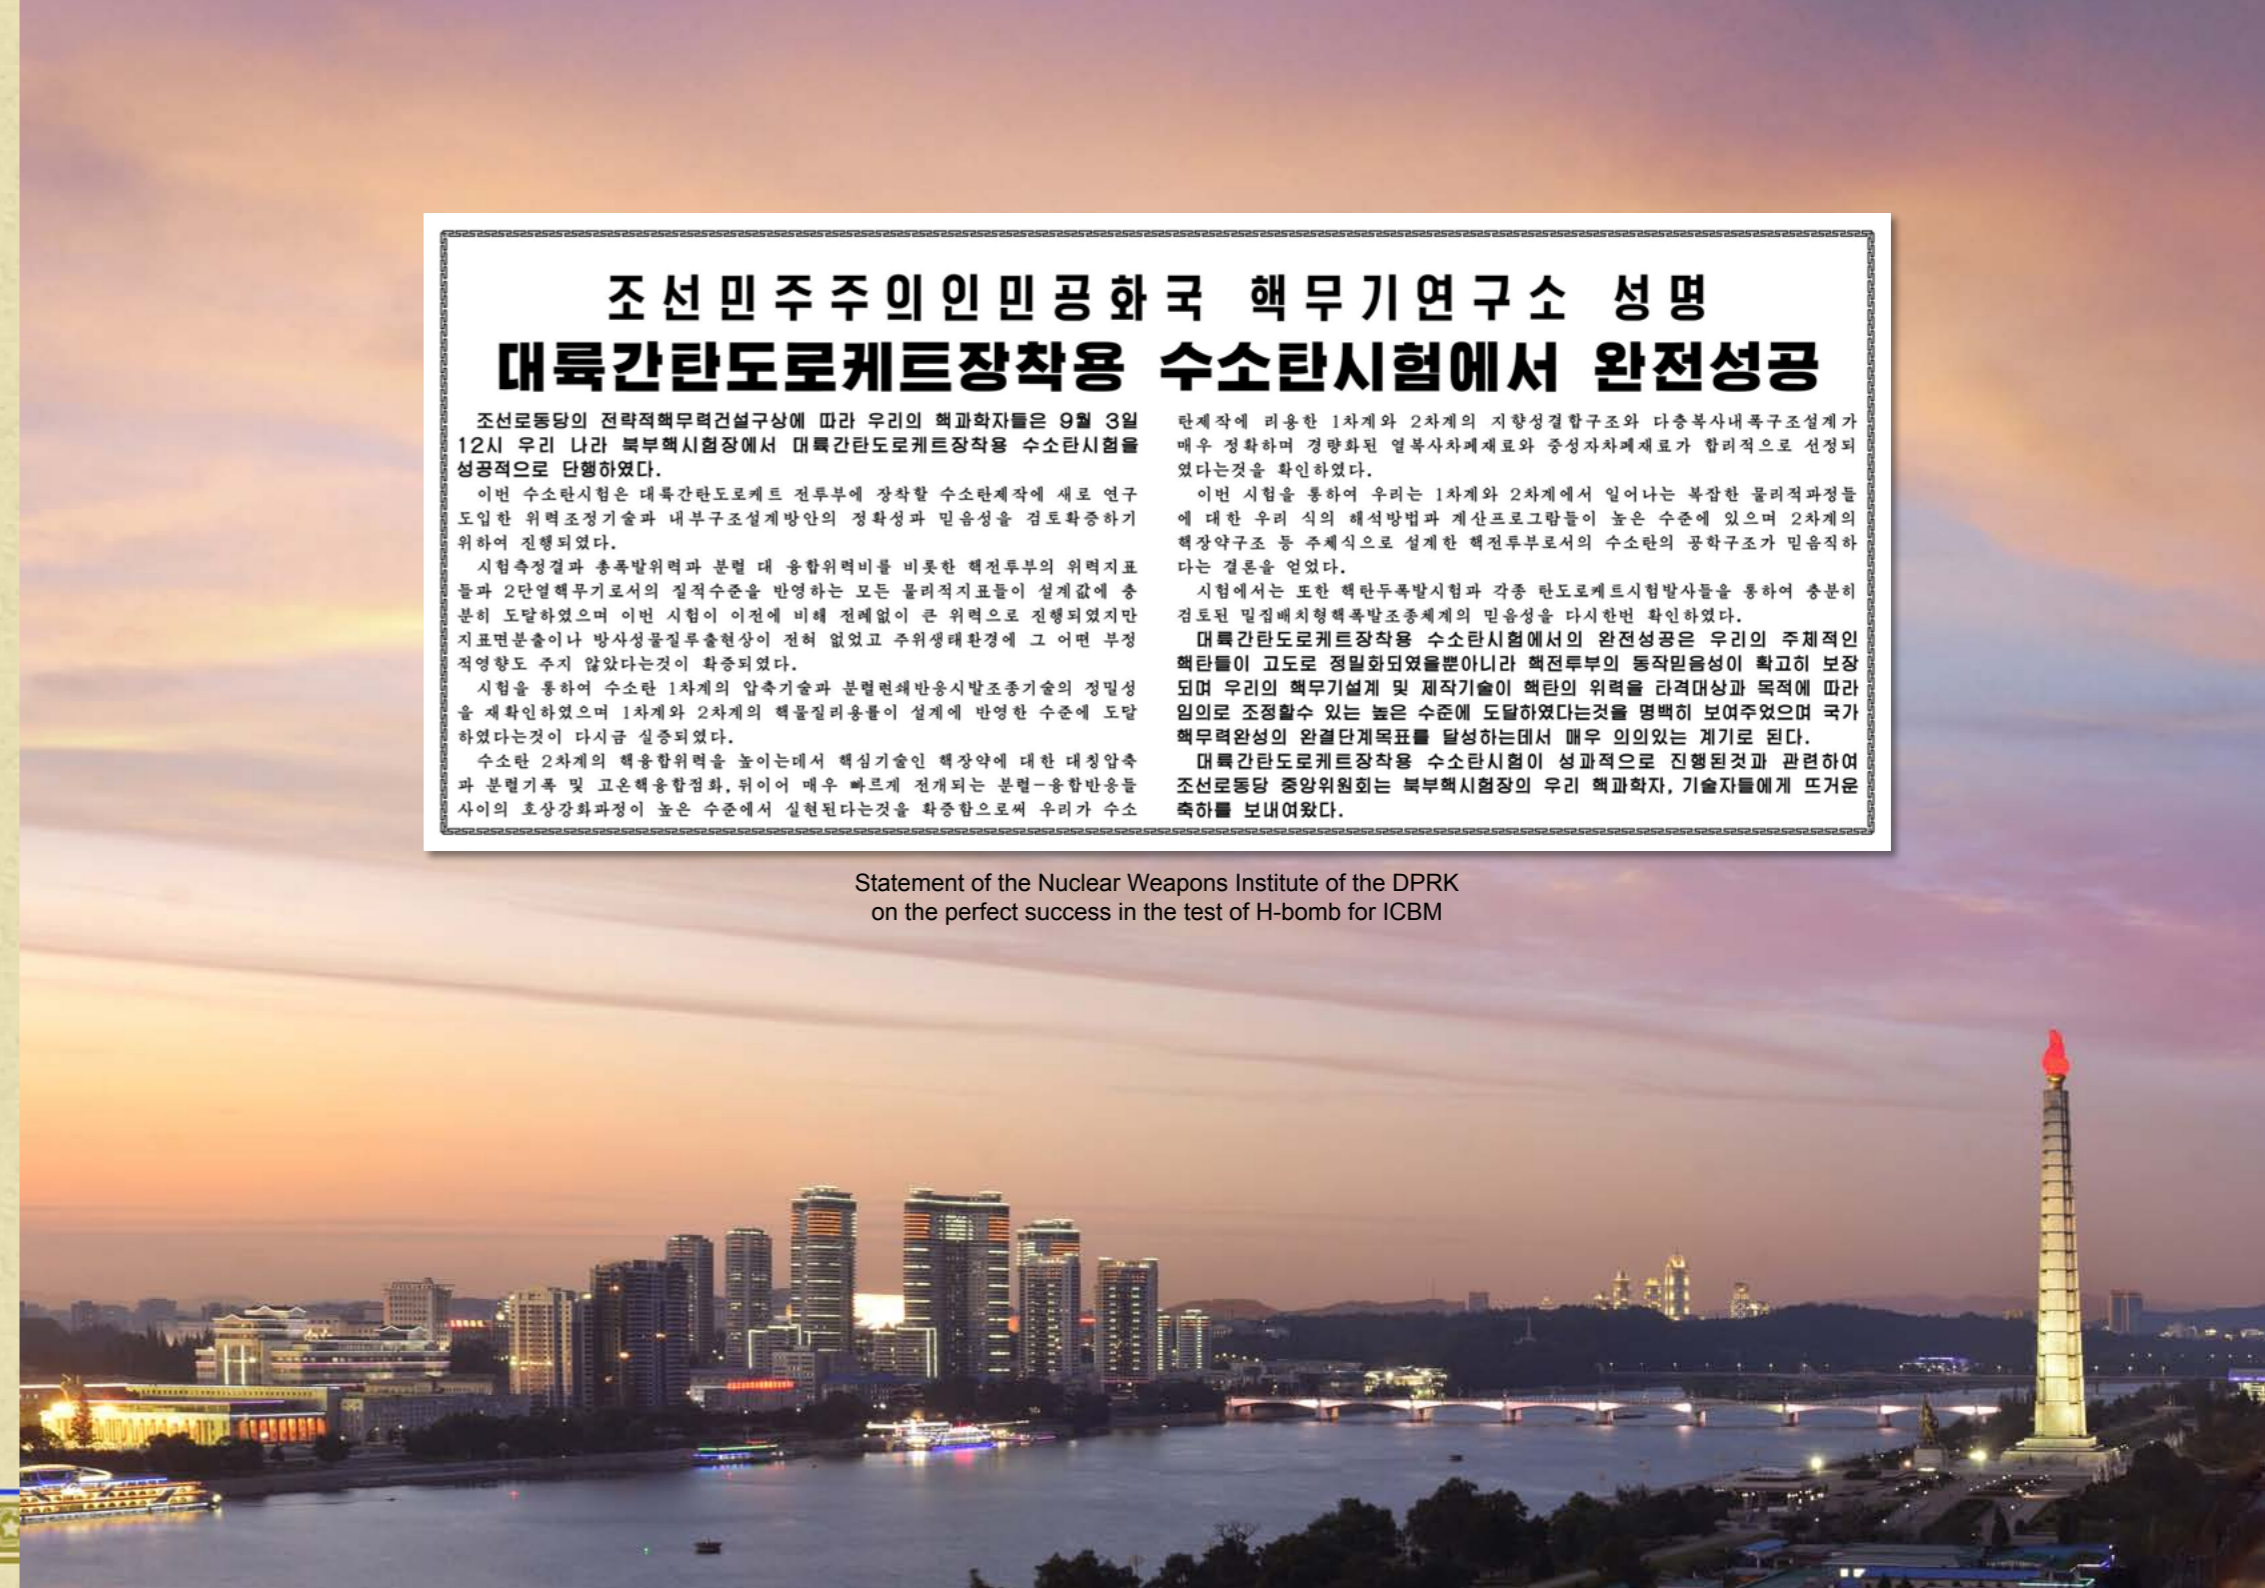 조선민주주의인민공화국 핵무기연구소 성명
대륙간탄도로케트장착용 수소탄시험에서 완전성공
조선로동당의 전략적핵무력건설구상에 따라 우리의 핵과학자들은 9월 3일
12시 우리 나라 북부핵시험장에서 대륙간탄도로케트장착용 수소탄시험을
성공적으로 단행하였다.
이번 수소탄시험은 대륙간탄도로케트 전투부에 장착할 수소탄제작에 새로 연구
도입한 위력조정기술과 내부구조설계방안의 정확성과 믿음성을 검토확증하기
위하여 진행되였다.
시험측정결과 총폭발위력과 분렬 대 융합위력비를 비롯한 핵전투부의 위력지표
들과 2단열핵무기로서의 질적수준을 반영하는 모든 물리적지표들이 설계값에 충
분히 도달하였으며 이번 시험이 이전에 비해 전례없이 큰 위력으로 진행되였지만
지표면분출이나 방사성물질루출현상이 전혀 없었고 주위생태환경에 그 어떤 부정
적영향도 주지 않았다는것이 확증되였다.
시험을 통하여 수소탄 1차계의 압축기술과 분렬련쇄반응시발조종기술의 정밀성
을 재확인하였으며 1차계와 2차계의 핵물질리용률이 설계에 반영한 수준에 도달
하였다는것이 다시금 실증되였다.
수소탄 2차계의 핵융합위력을 높이는데서 핵심기술인 핵장약에 대한 대칭압축
과 분렬기폭 및 고온핵융합점화, 뒤이어 매우 빠르게 전개되는 분렬-융합반응들
사이의 호상강화과정이 높은 수준에서 실현된다는것을 확증함으로써 우리가 수소
탄제작에 리용한 1차계와 2차계의 지향성결합구조와 다층복사내폭구조설계가
매우 정확하며 경량화된 열복사차페재료와 중성자차페재료가 합리적으로 선정되
였다는것을 확인하였다.
이번 시험을 통하여 우리는 1차계와 2차계에서 일어나는 복잡한 물리적과정들
에 대한 우리 식의 해석방법과 계산프로그람들이 높은 수준에 있으며 2차계의
핵장약구조 등 주체식으로 설계한 핵전투부로서의 수소탄의 공학구조가 믿음직하
다는 결론을 얻었다.
시험에서는 또한 핵탄두폭발시험과 각종 탄도로케트시험발사들을 통하여 충분히
검토된 밀집배치형핵폭발조종체계의 믿음성을 다시한번 확인하였다.
대륙간탄도로케트장착용 수소탄시험에서의 완전성공은 우리의 주체적인
핵탄들이 고도로 정밀화되였을뿐아니라 핵전투부의 동작믿음성이 확고히 보장
되며 우리의 핵무기설계 및 제작기술이 핵탄의 위력을 타격대상과 목적에 따라
임의로 조정할수 있는 높은 수준에 도달하였다는것을 명백히 보여주었으며 국가
핵무력완성의 완결단계목표를 달성하는데서 매우 의의있는 계기로 된다.
대륙간탄도로케트장착용 수소탄시험이 성과적으로 진행된것과 관련하여
조선로동당 중앙위원회는 북부핵시험장의 우리 핵과학자, 기술자들에게 뜨거운
축하를 보내여왔다.
Statement of the Nuclear Weapons Institute of the DPRK
on the perfect success in the test of H-bomb for ICBM